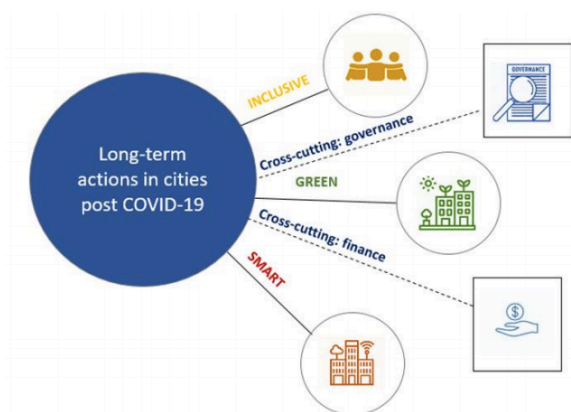 INCLUSIVE
GOVERNANCE
Cross-cutting: governance
Long-term
actions in cities
post COVID-19
GREEN
Cross-cutting: finance
SMART
$